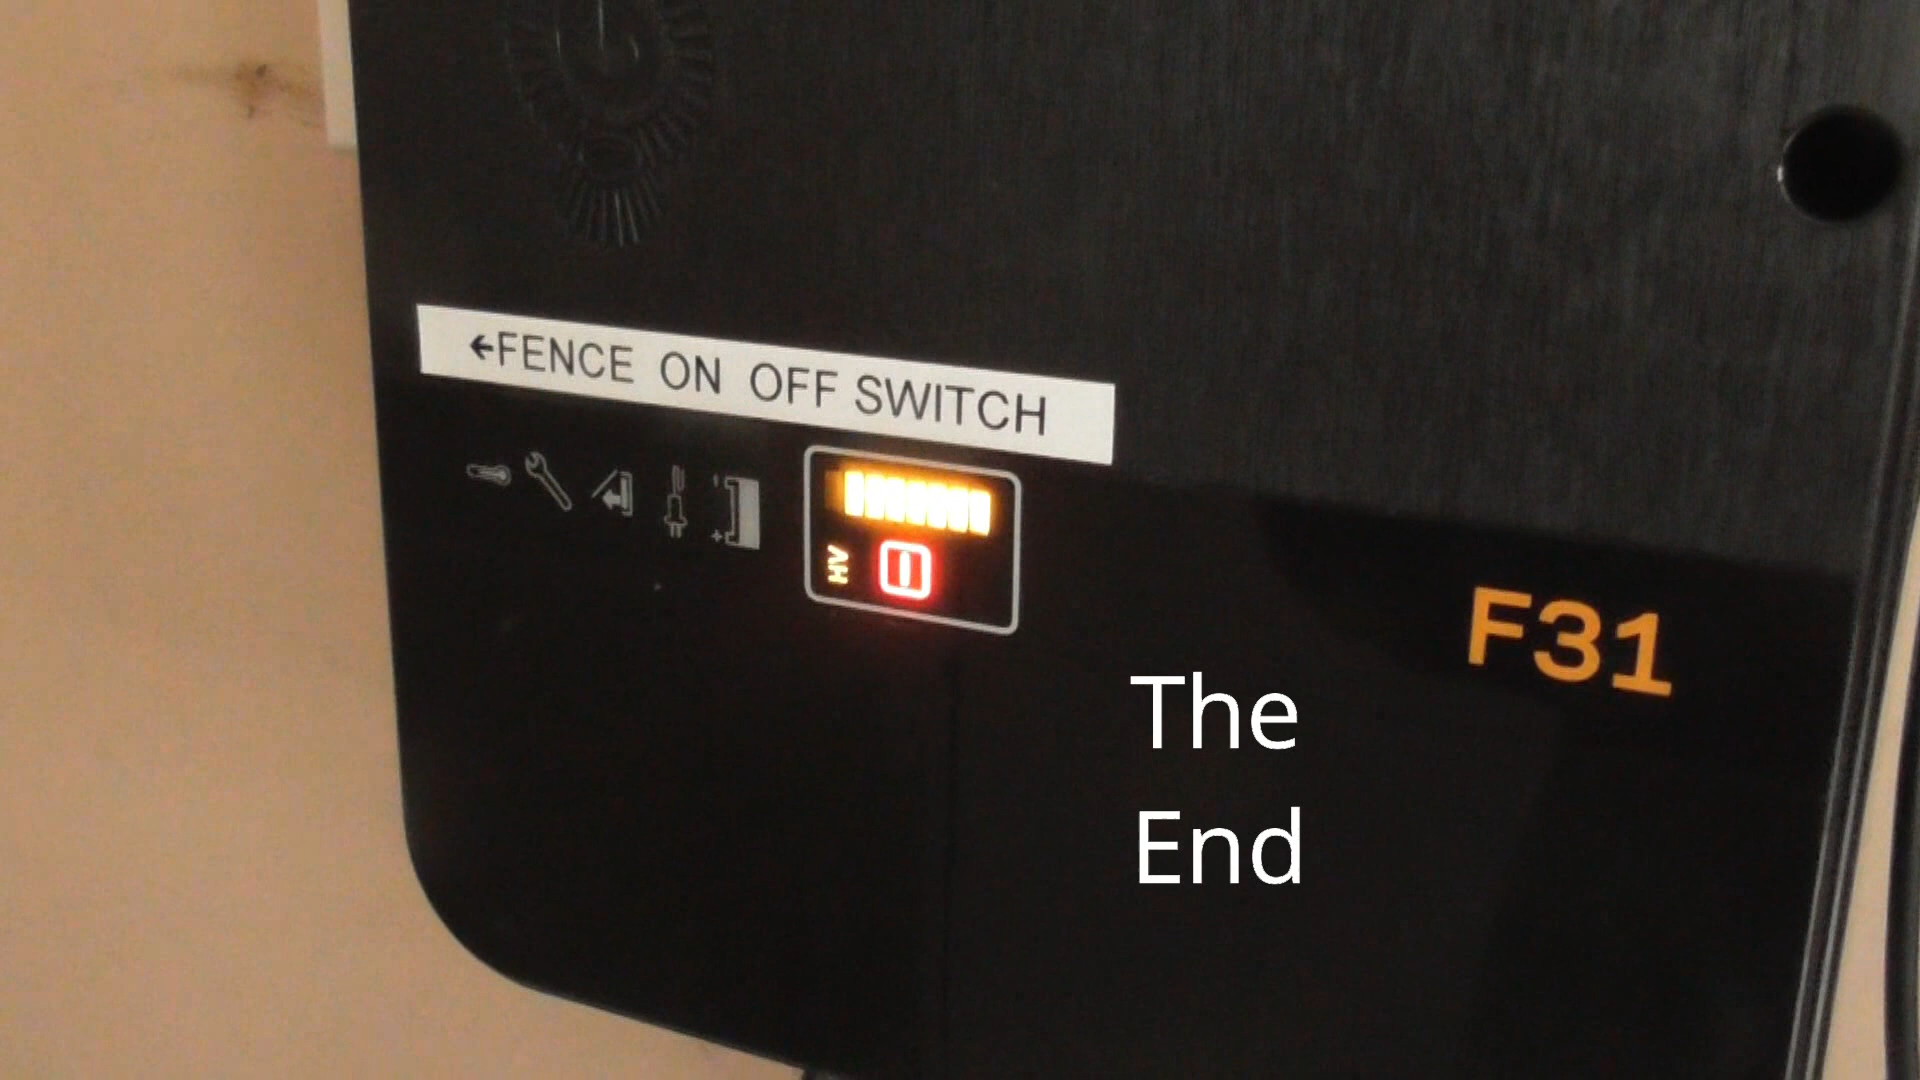 ←FENCE ON OFF SWITCH
HV
F31
The
End